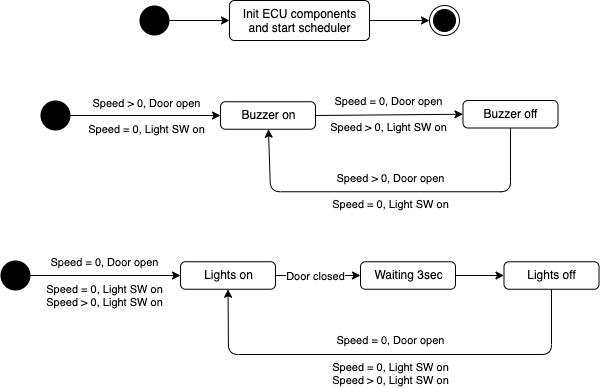 Init ECU components
and start scheduler
Speed > 0, Door open
Speed = 0, Light SW on
Buzzer on
Speed = 0, Door open
Speed > 0, Light SW on
Buzzer off
Speed > 0, Door open
Speed = 0, Light SW on
Speed = 0, Door open
Speed = 0, Light SW on
Speed > 0, Light SW on
Lights on
Door closed
Waiting 3sec
Lights off
Speed = 0, Door open
Speed = 0, Light SW on
Speed > 0, Light SW on